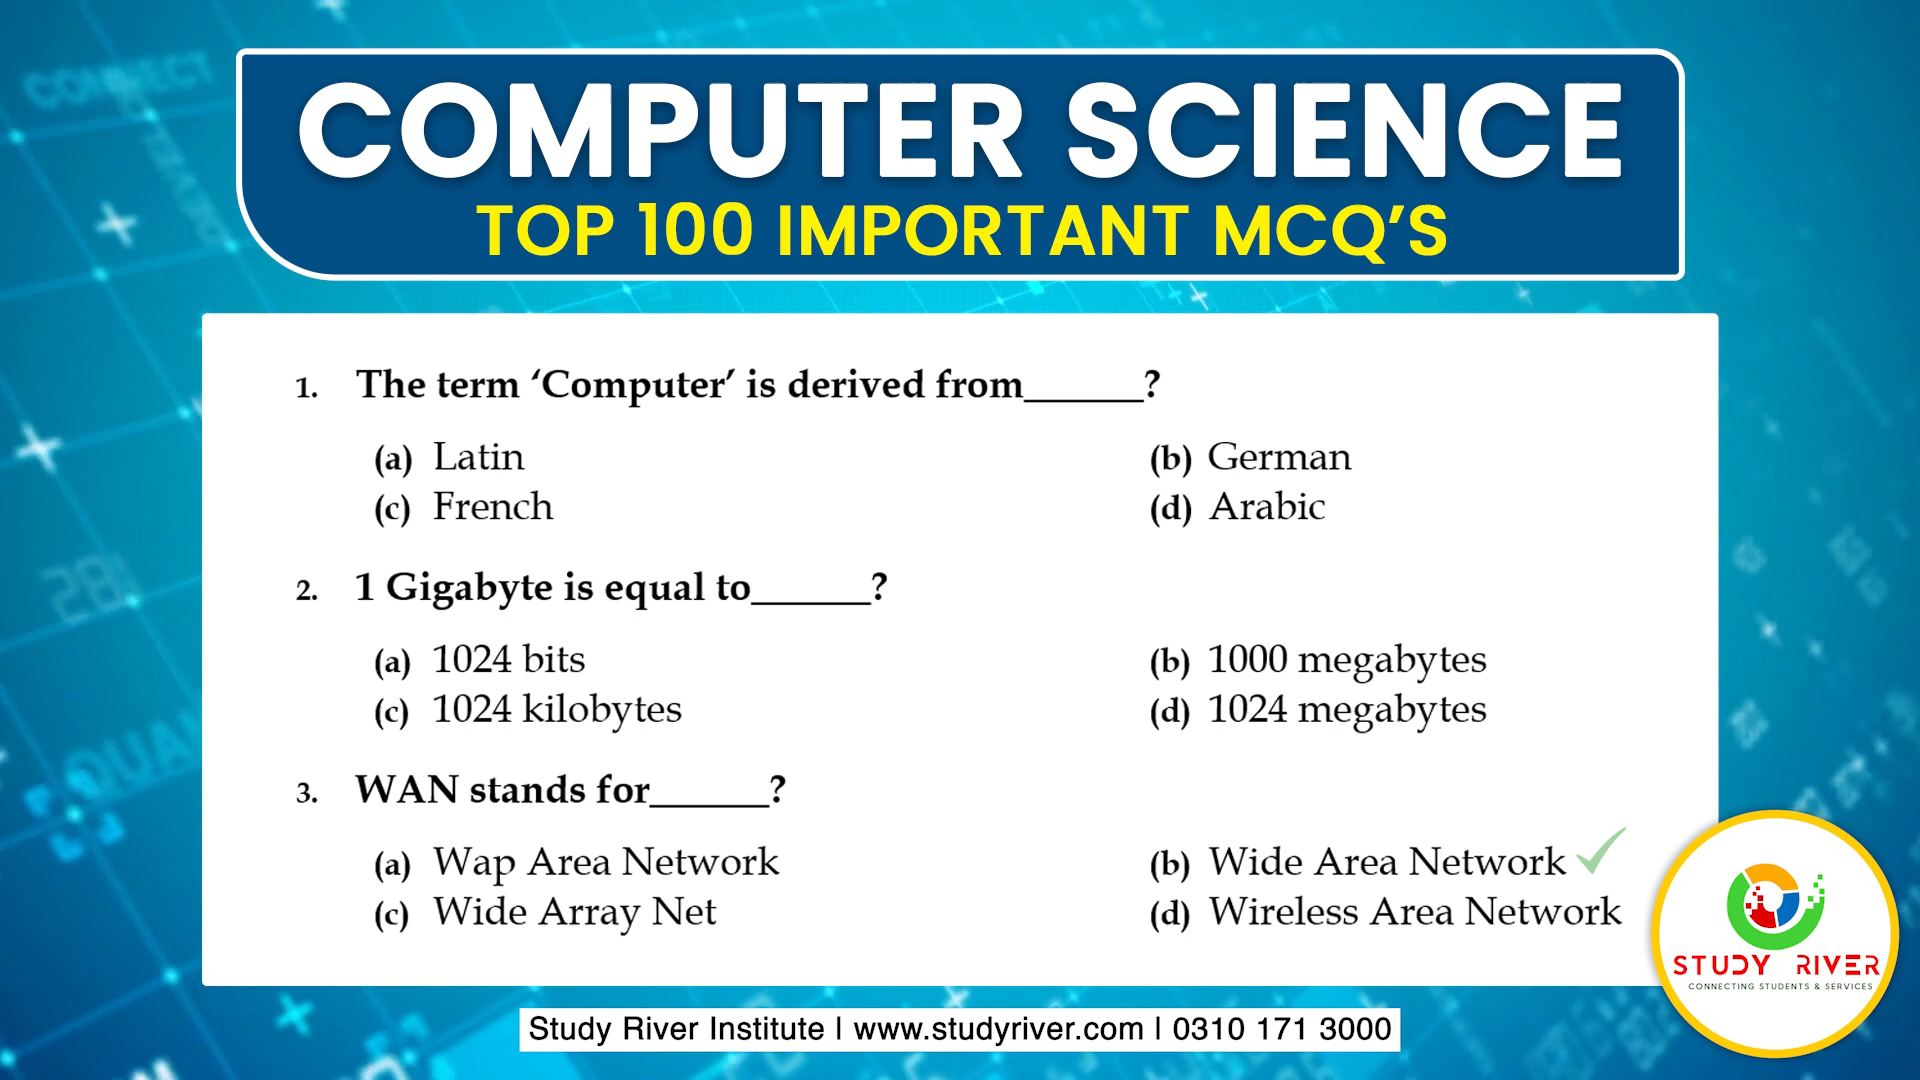 COMPUTER SCIENCE
TOP 100 IMPORTANT MCQ'S
CONNECT
1. The term ‘Computer’ is derived from______?
(a) Latin (b) German
(c) French (d) Arabic
2. 1 Gigabyte is equal to______?
(a) 1024 bits (b) 1000 megabytes
(c) 1024 kilobytes (d) 1024 megabytes
3. WAN stands for______?
(a) Wap Area Network (b) Wide Area Network
(c) Wide Array Net (d) Wireless Area Network
STUDY RIVER
CONNECTING STUDENTS & SERVICES
Study River Institute | www.studyriver.com | 0310 171 3000